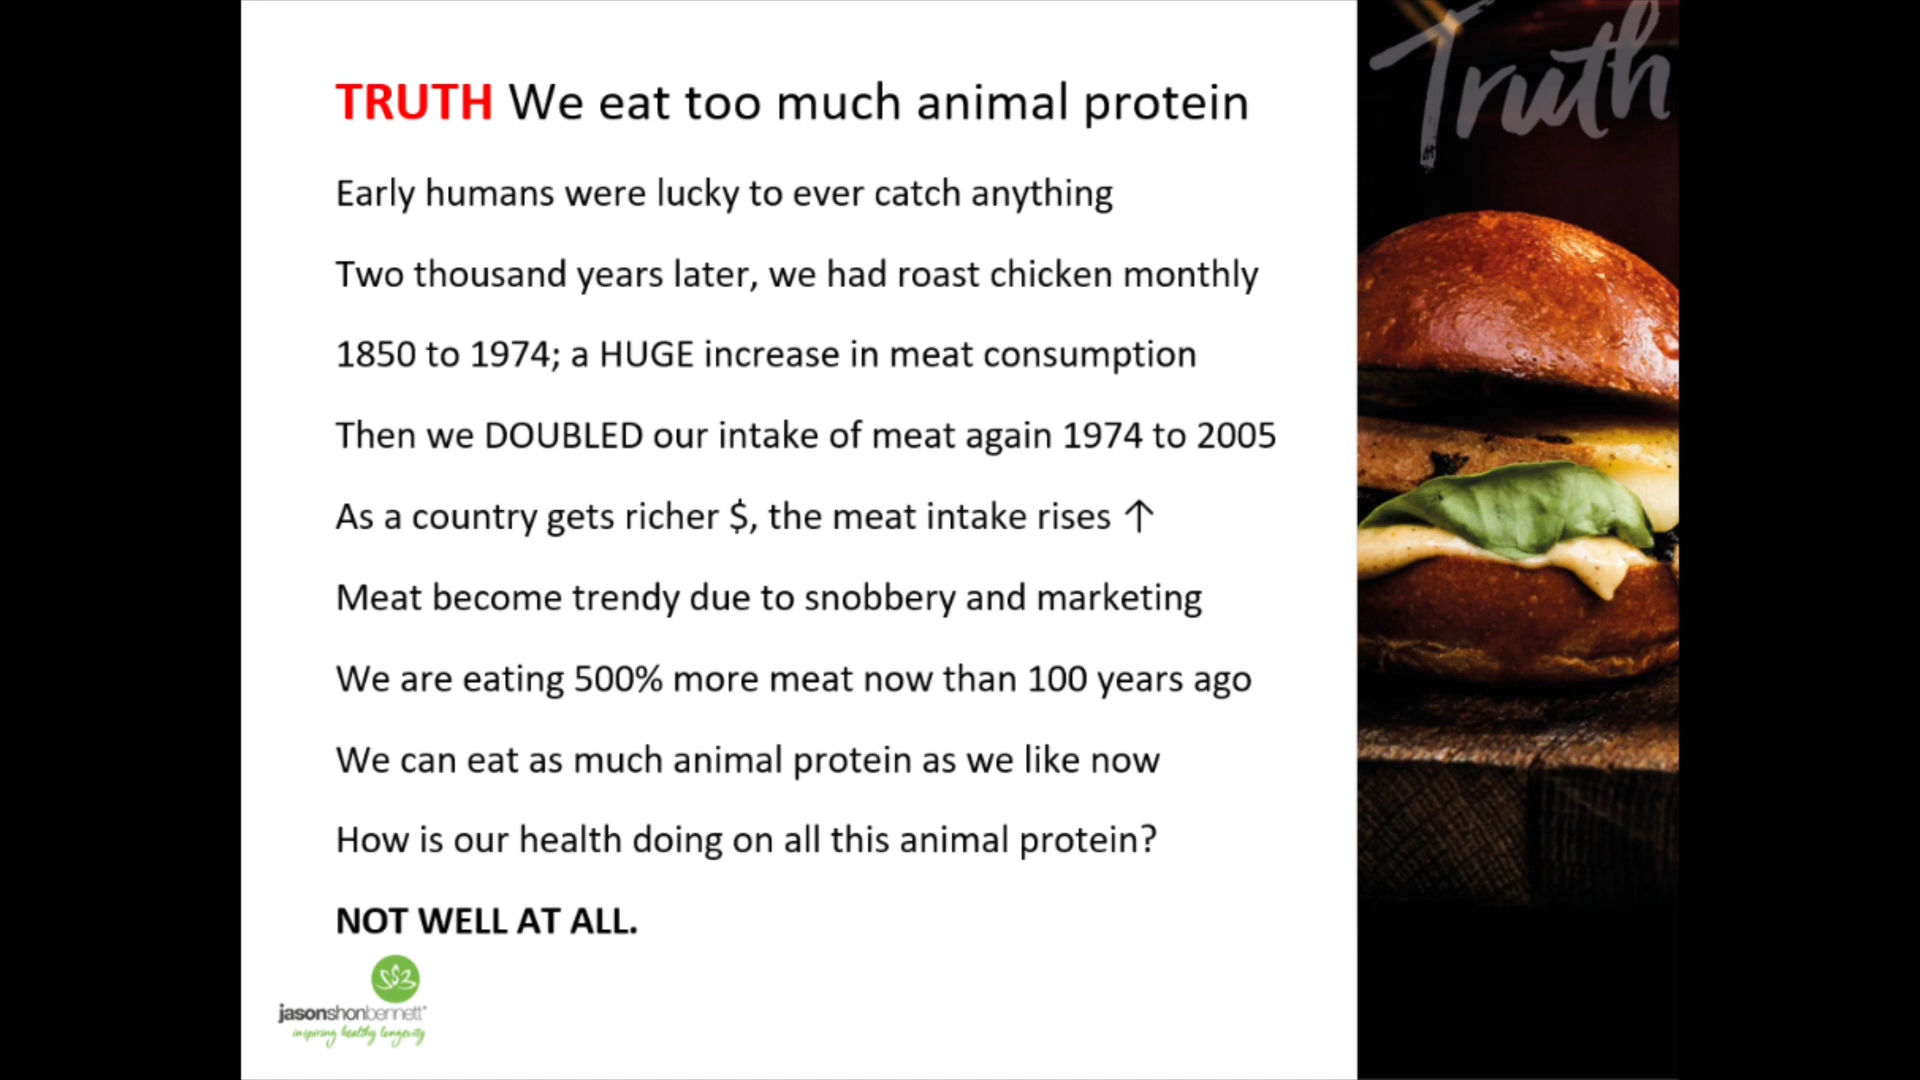 TRUTH We eat too much animal protein
Early humans were lucky to ever catch anything
Two thousand years later, we had roast chicken monthly
1850 to 1974; a HUGE increase in meat consumption
Then we DOUBLED our intake of meat again 1974 to 2005
As a country gets richer $, the meat intake rises ↑
Meat become trendy due to snobbery and marketing
We are eating 500% more meat now than 100 years ago
We can eat as much animal protein as we like now
How is our health doing on all this animal protein?
NOT WELL AT ALL.
jasonshonbennett
inspiring healthy longevity
Truth